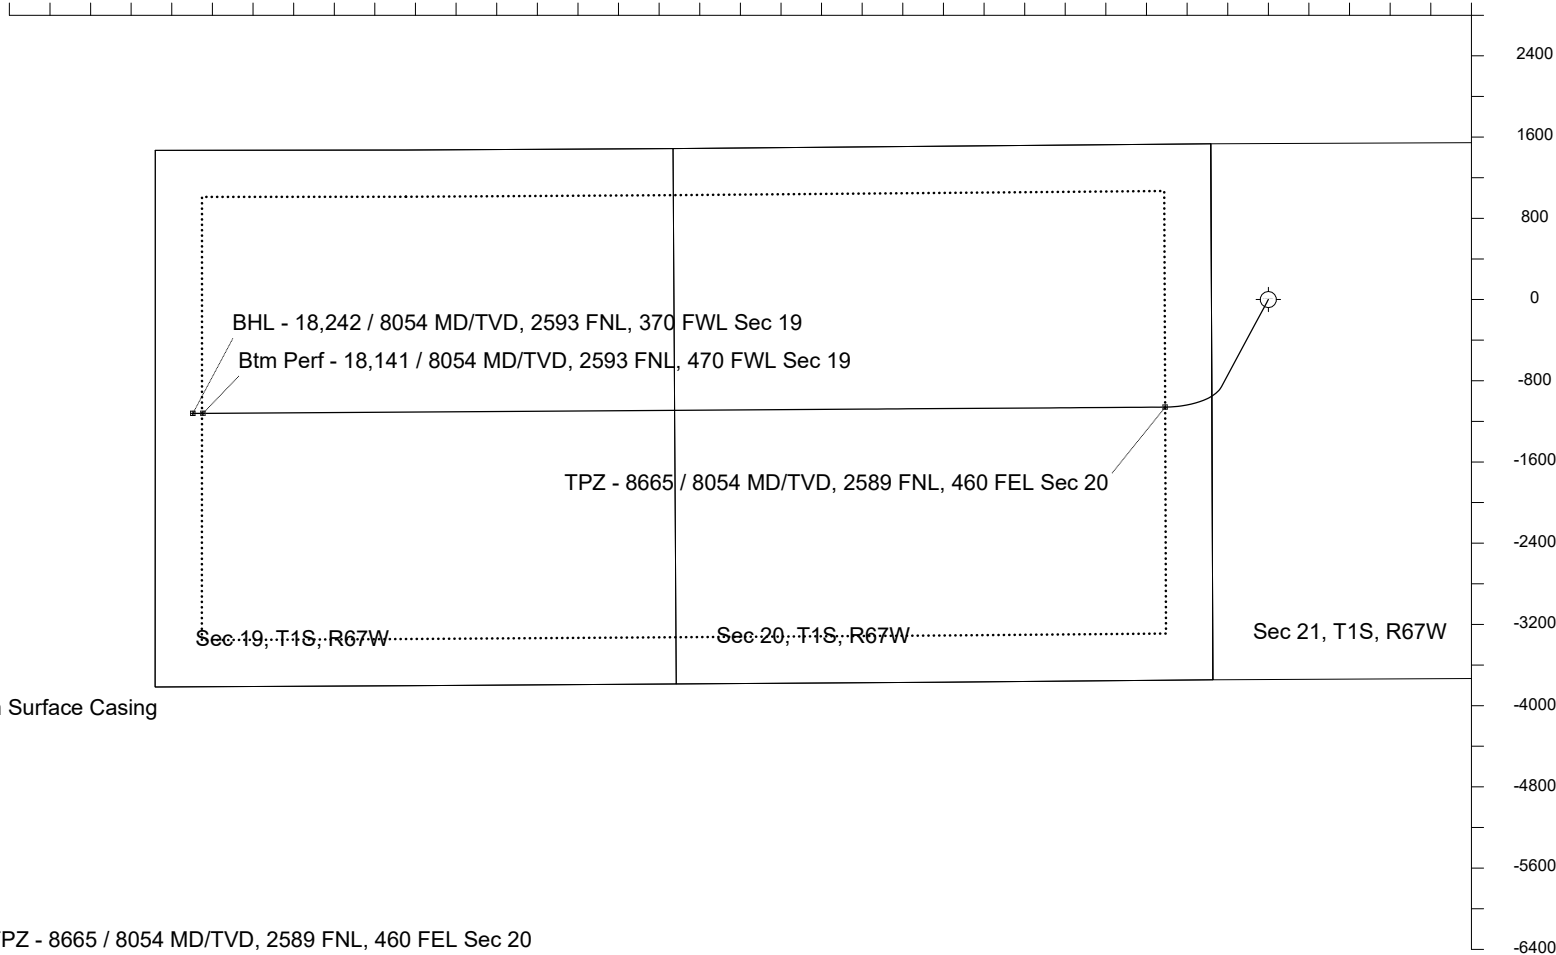 2400
1600
800
0
BHL - 18,242 / 8054 MD/TVD, 2593 FNL, 370 FWL Sec 19
Btm Perf - 18,141 / 8054 MD/TVD, 2593 FNL, 470 FWL Sec 19
-800
-1600
TPZ - 8665 / 8054 MD/TVD, 2589 FNL, 460 FEL Sec 20
-2400
-3200
Sec 19, T1S, R67W
Sec 20, T1S, R67W
Sec 21, T1S, R67W
Surface Casing
-4000
-4800
-5600
PZ - 8665 / 8054 MD/TVD, 2589 FNL, 460 FEL Sec 20
-6400